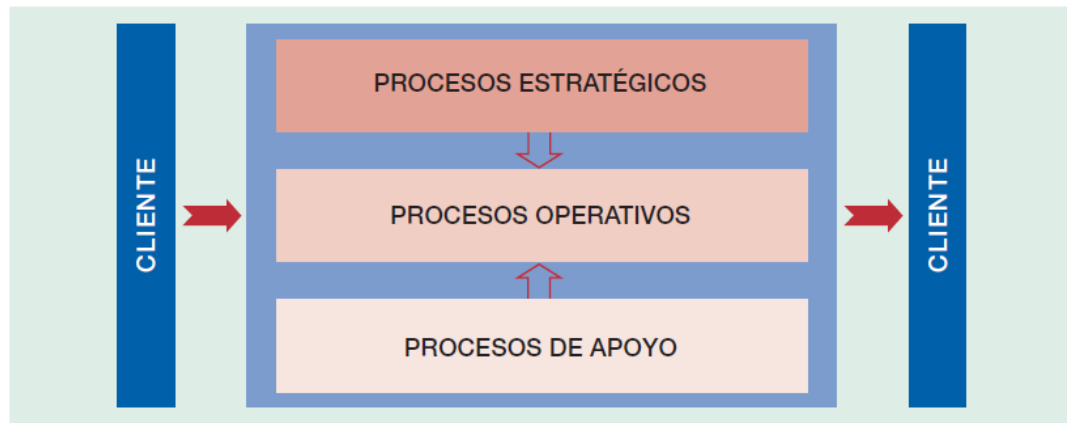 CLIENTE
PROCESOS ESTRATÉGICOS
PROCESOS OPERATIVOS
PROCESOS DE APOYO
CLIENTE